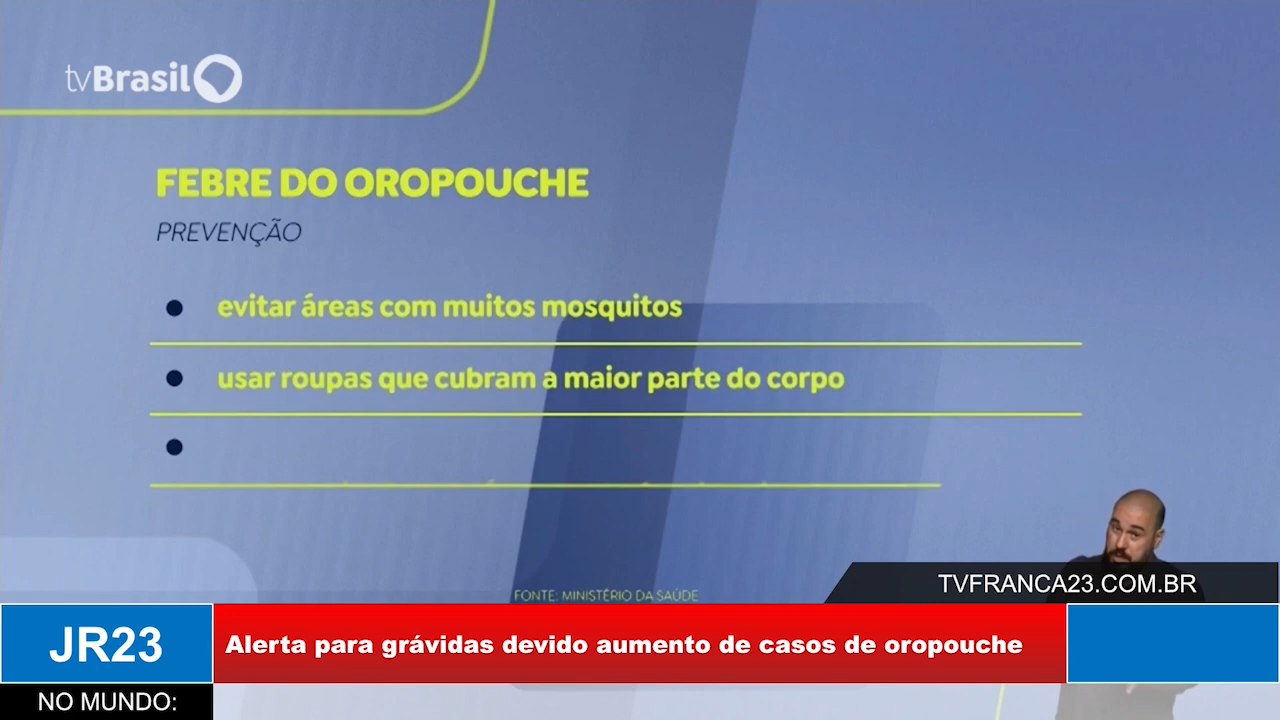 tvBrasil
FEBRE DO OROPOUCHE
PREVENÇÃO
evitar áreas com muitos mosquitos
usar roupas que cubram a maior parte do corpo
FONTE: MINISTÉRIO DA SAÚDE
TVFRANCA23.COM.BR
JR23
Alerta para grávidas devido aumento de casos de oropouche
NO MUNDO: